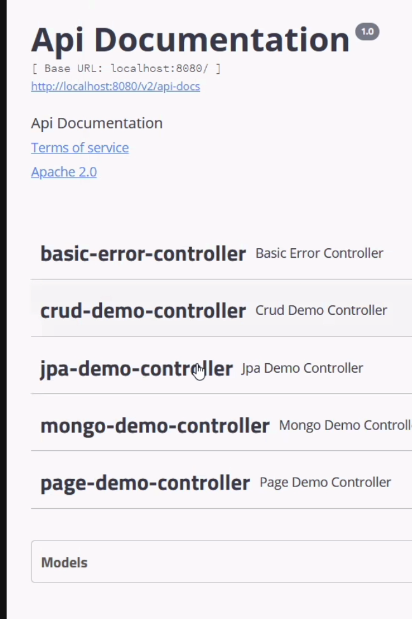 Api Documentation 1.0
[ Base URL: localhost:8080/ ]
http://localhost:8080/v2/api-docs
Api Documentation
Terms of service
Apache 2.0
basic-error-controller Basic Error Controller
crud-demo-controller Crud Demo Controller
jpa-demo-controller Jpa Demo Controller
mongo-demo-controller Mongo Demo Controll
page-demo-controller Page Demo Controller
Models